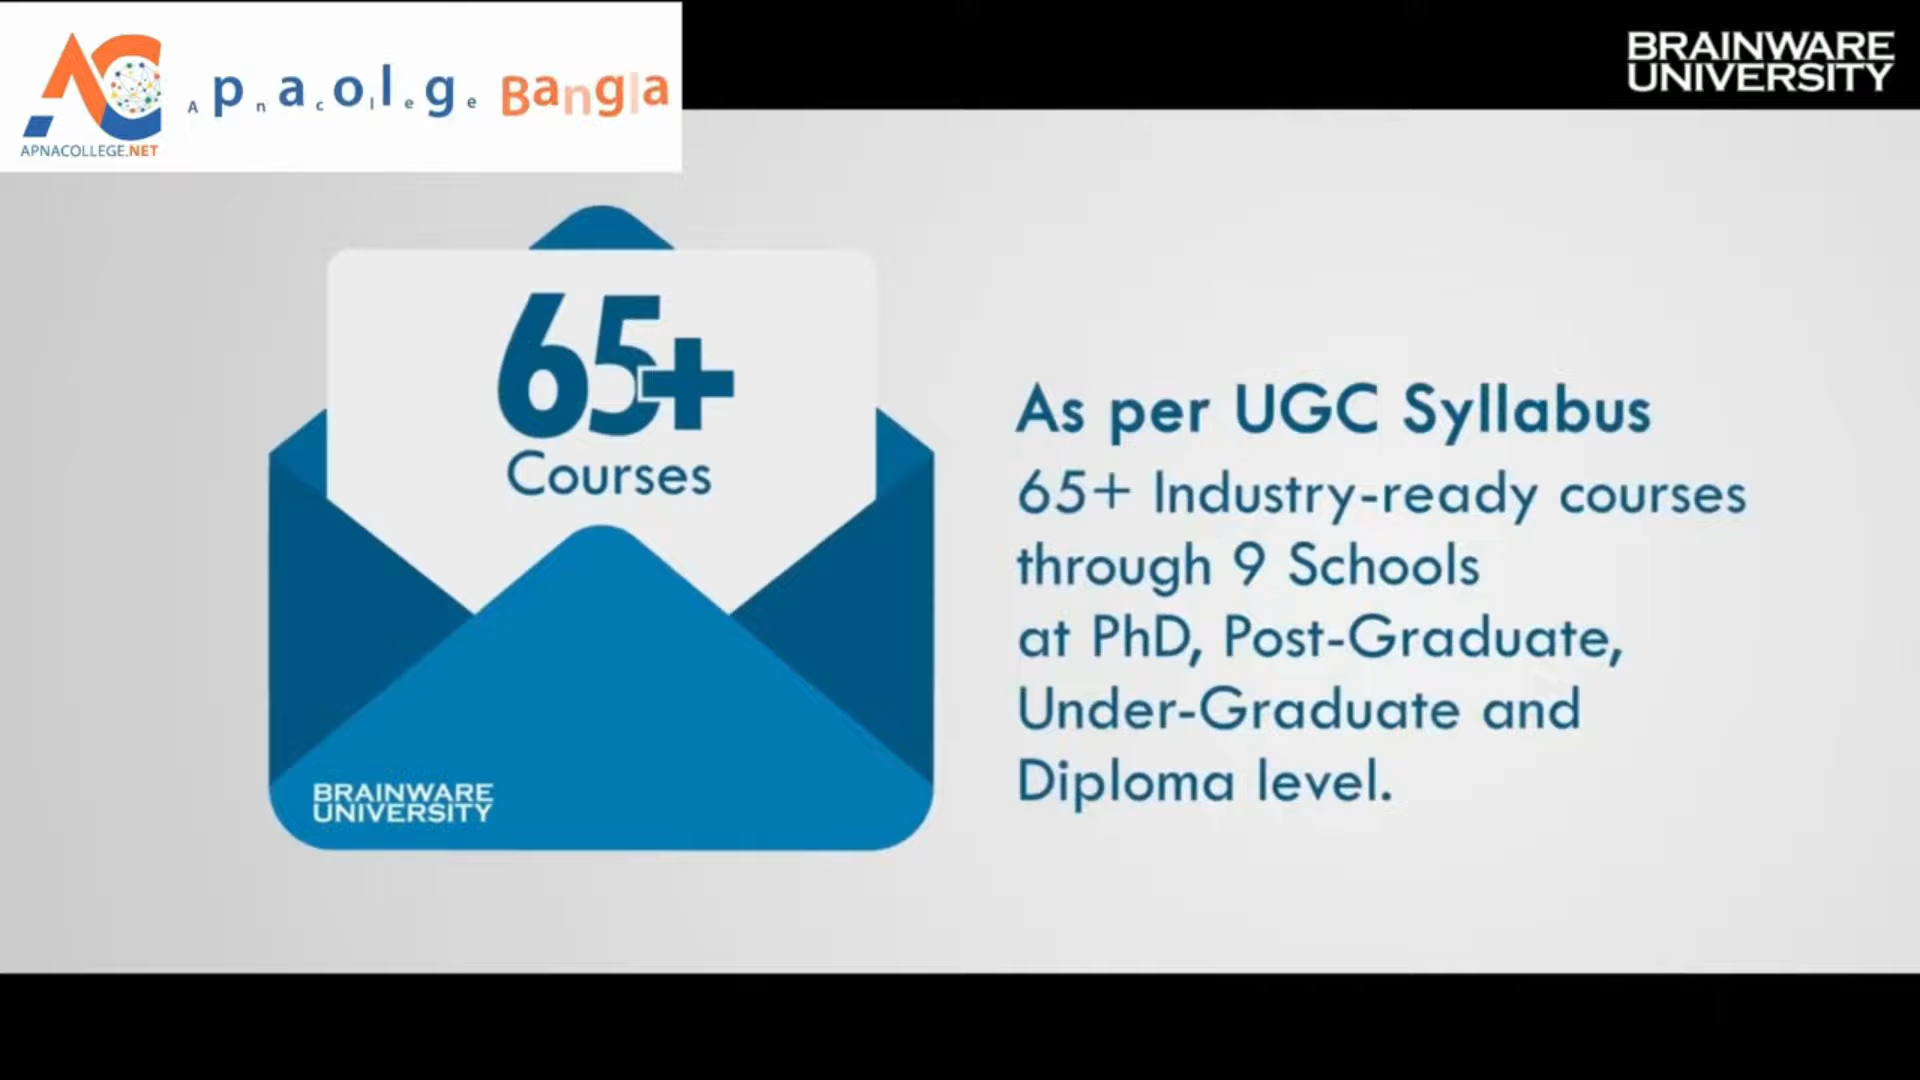 APNACOLLEGE.NET
Apnacollege Bangla
BRAINWARE
UNIVERSITY
65+
Courses
BRAINWARE
UNIVERSITY
As per UGC Syllabus
65+ Industry-ready courses
through 9 Schools
at PhD, Post-Graduate,
Under-Graduate and
Diploma level.